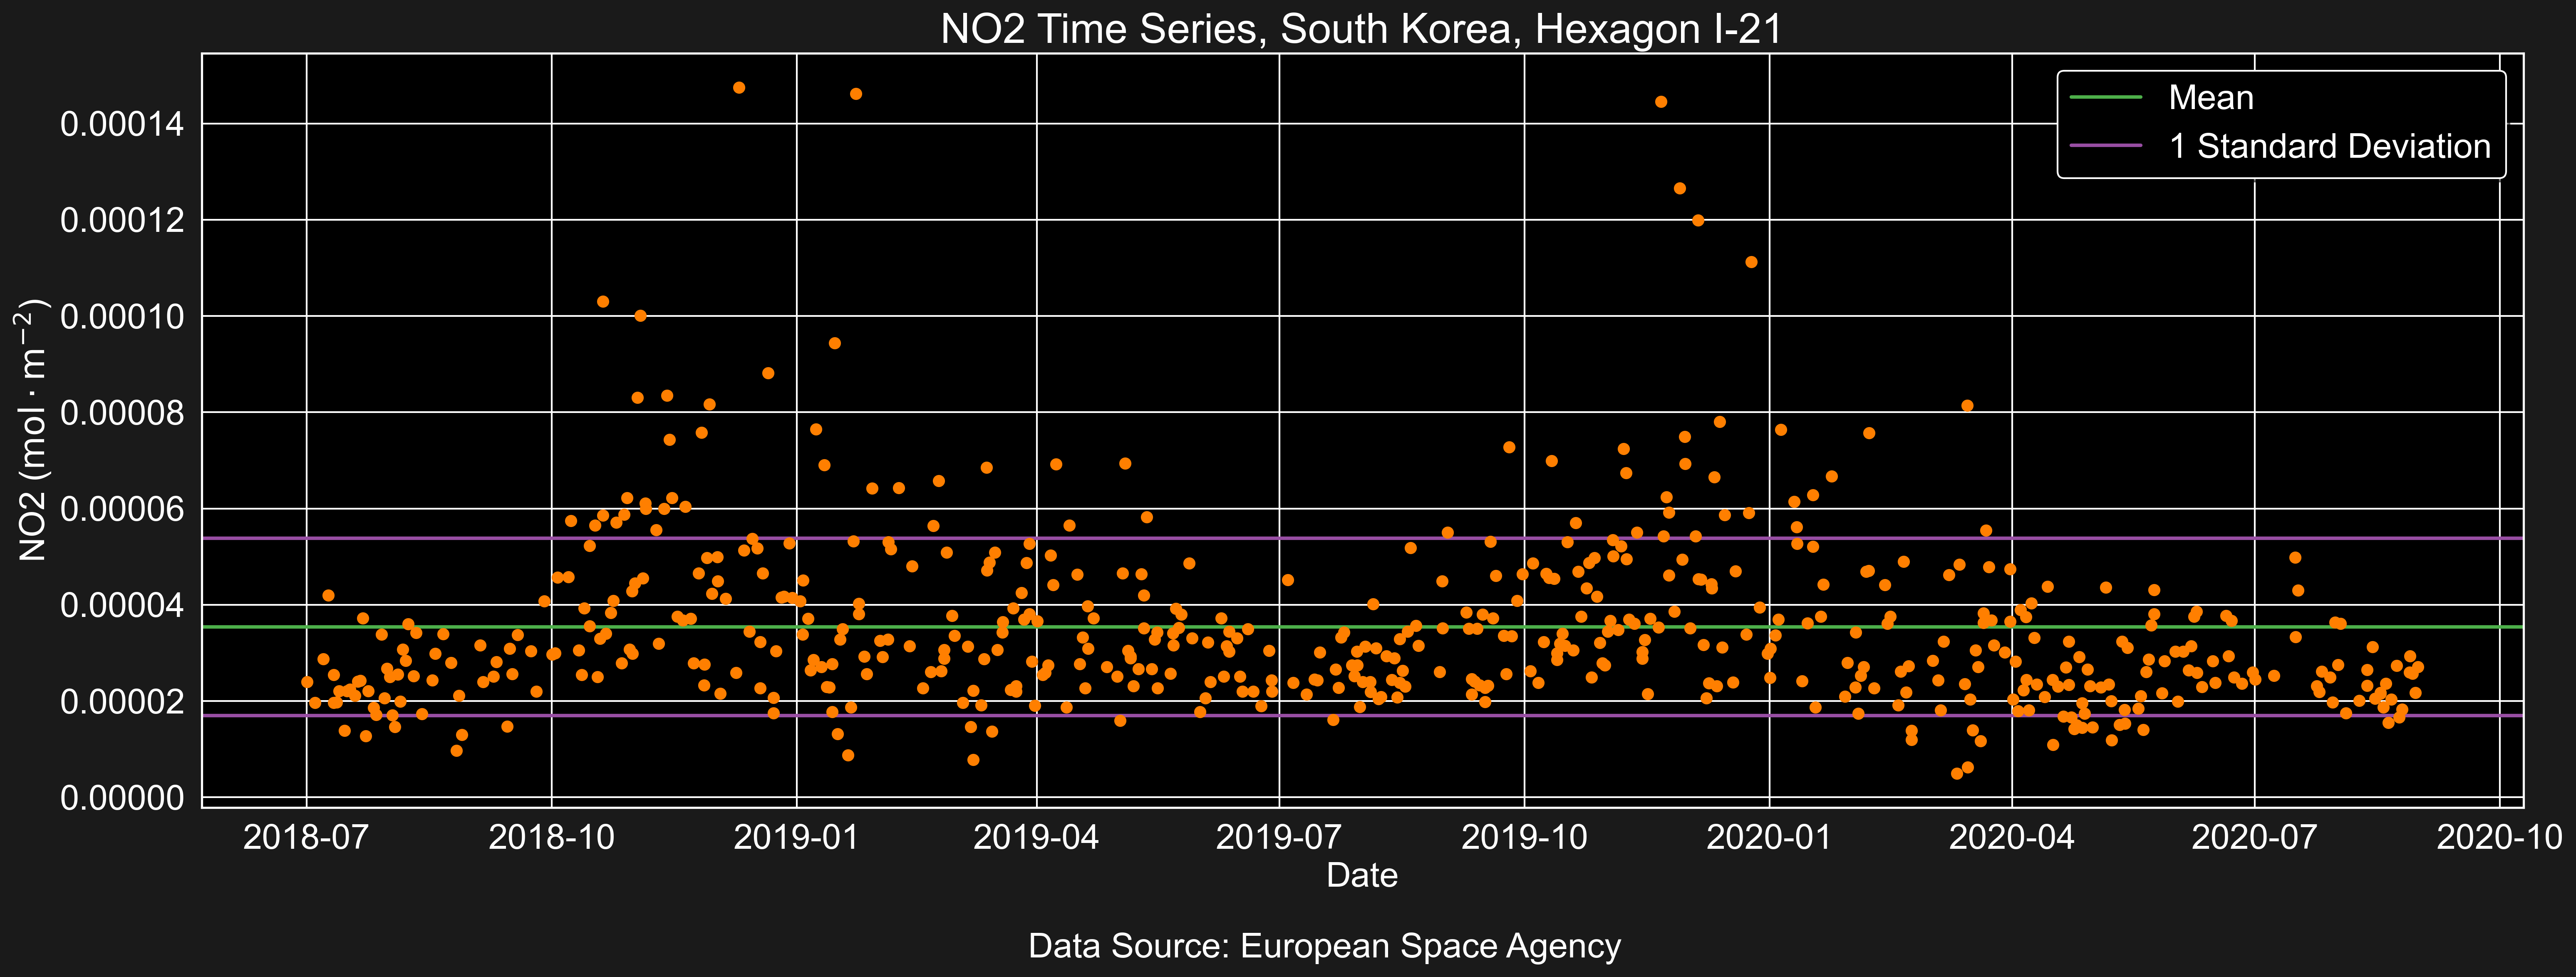 NO2 Time Series, South Korea, Hexagon I-21
Mean
1 Standard Deviation
NO2 (mol · m⁻²)
0.00014
0.00012
0.00010
0.00008
0.00006
0.00004
0.00002
0.00000
2018-07 2018-10 2019-01 2019-04 2019-07 2019-10 2020-01 2020-04 2020-07 2020-10
Date
Data Source: European Space Agency